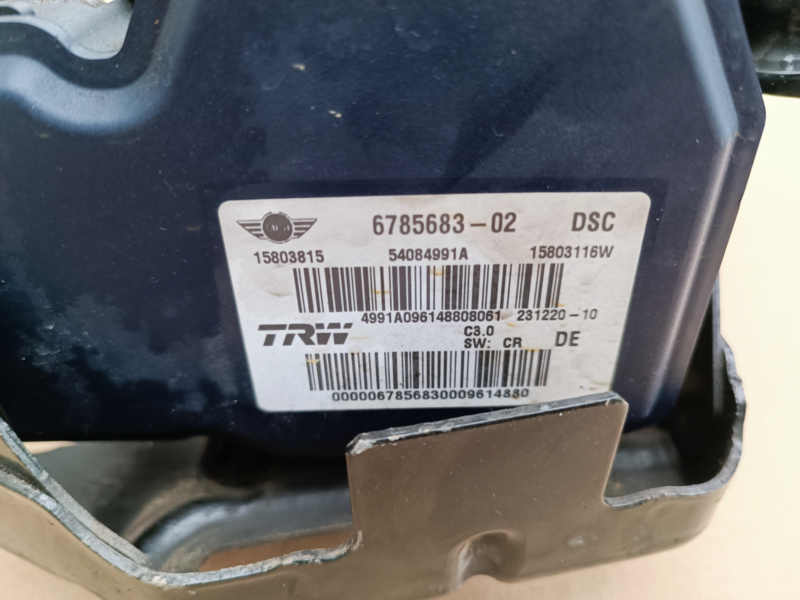 6785683-02 DSC
15803815 54084991A 15803116W
4991A096148808061 231220-10
TRW C3.0
SW: CR DE
0000067856830009614880